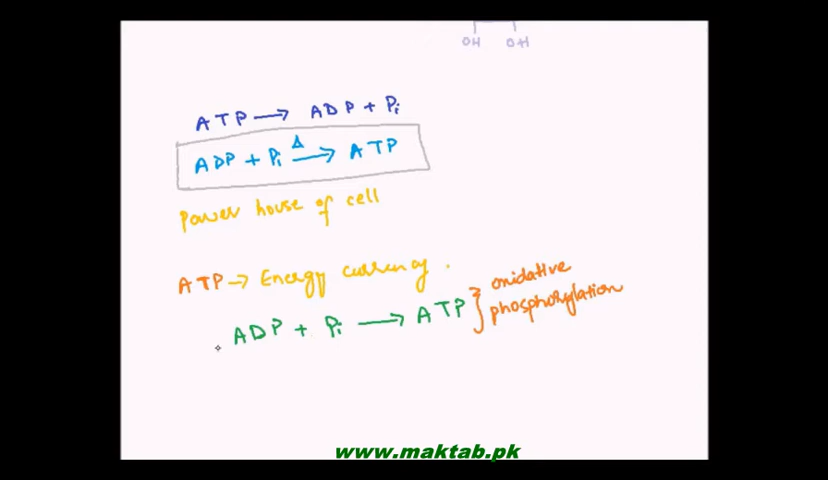 OH OH
ATP → ADP + Pi
ADP + Pi Δ→ ATP
Power house of cell
ATP → Energy currency .
oxidative
phosphorylation
ADP + Pi → ATP
www.maktab.pk